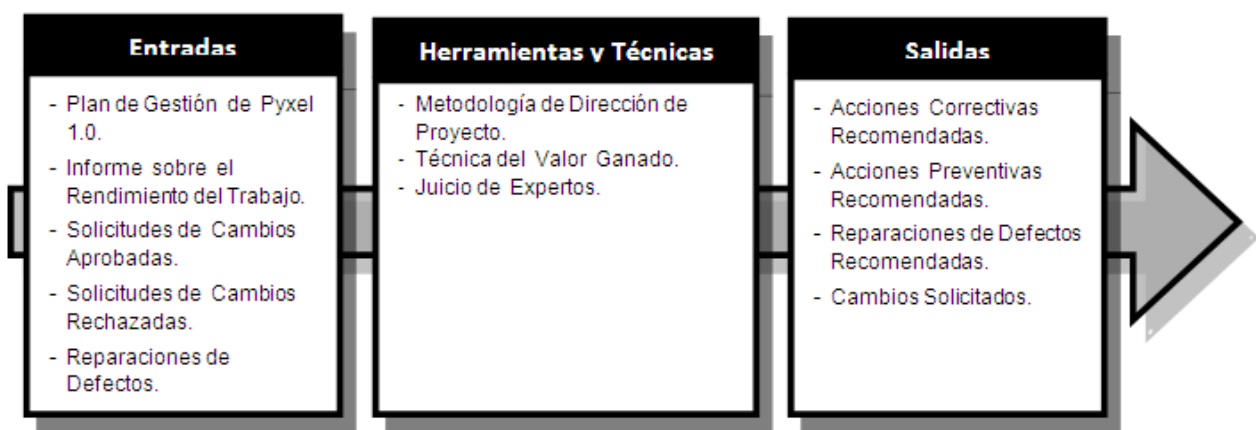 Entradas
- Plan de Gestión de Pyxel
1.0.
- Informe sobre el
Rendimiento del Trabajo.
- Solicitudes de Cambios
Aprobadas.
- Solicitudes de Cambios
Rechazadas.
- Reparaciones de
Defectos.
Herramientas y Técnicas
- Metodología de Dirección de
Proyecto.
- Técnica del Valor Ganado.
- Juicio de Expertos.
Salidas
- Acciones Correctivas
Recomendadas.
- Acciones Preventivas
Recomendadas.
- Reparaciones de Defectos
Recomendadas.
- Cambios Solicitados.